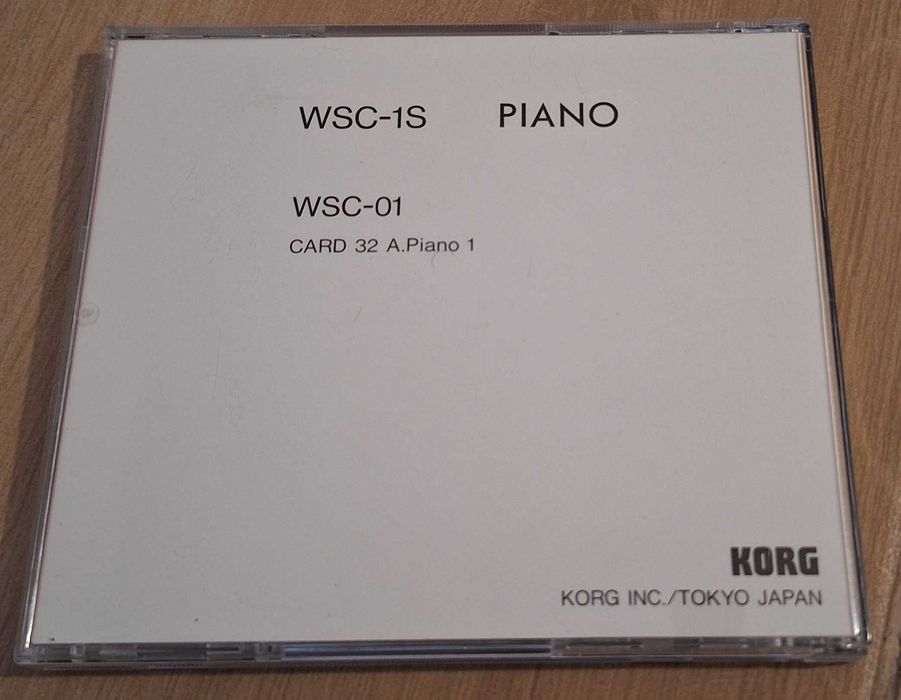 WSC-1S PIANO
WSC-01
CARD 32 A.Piano 1
KORG
KORG INC./TOKYO JAPAN